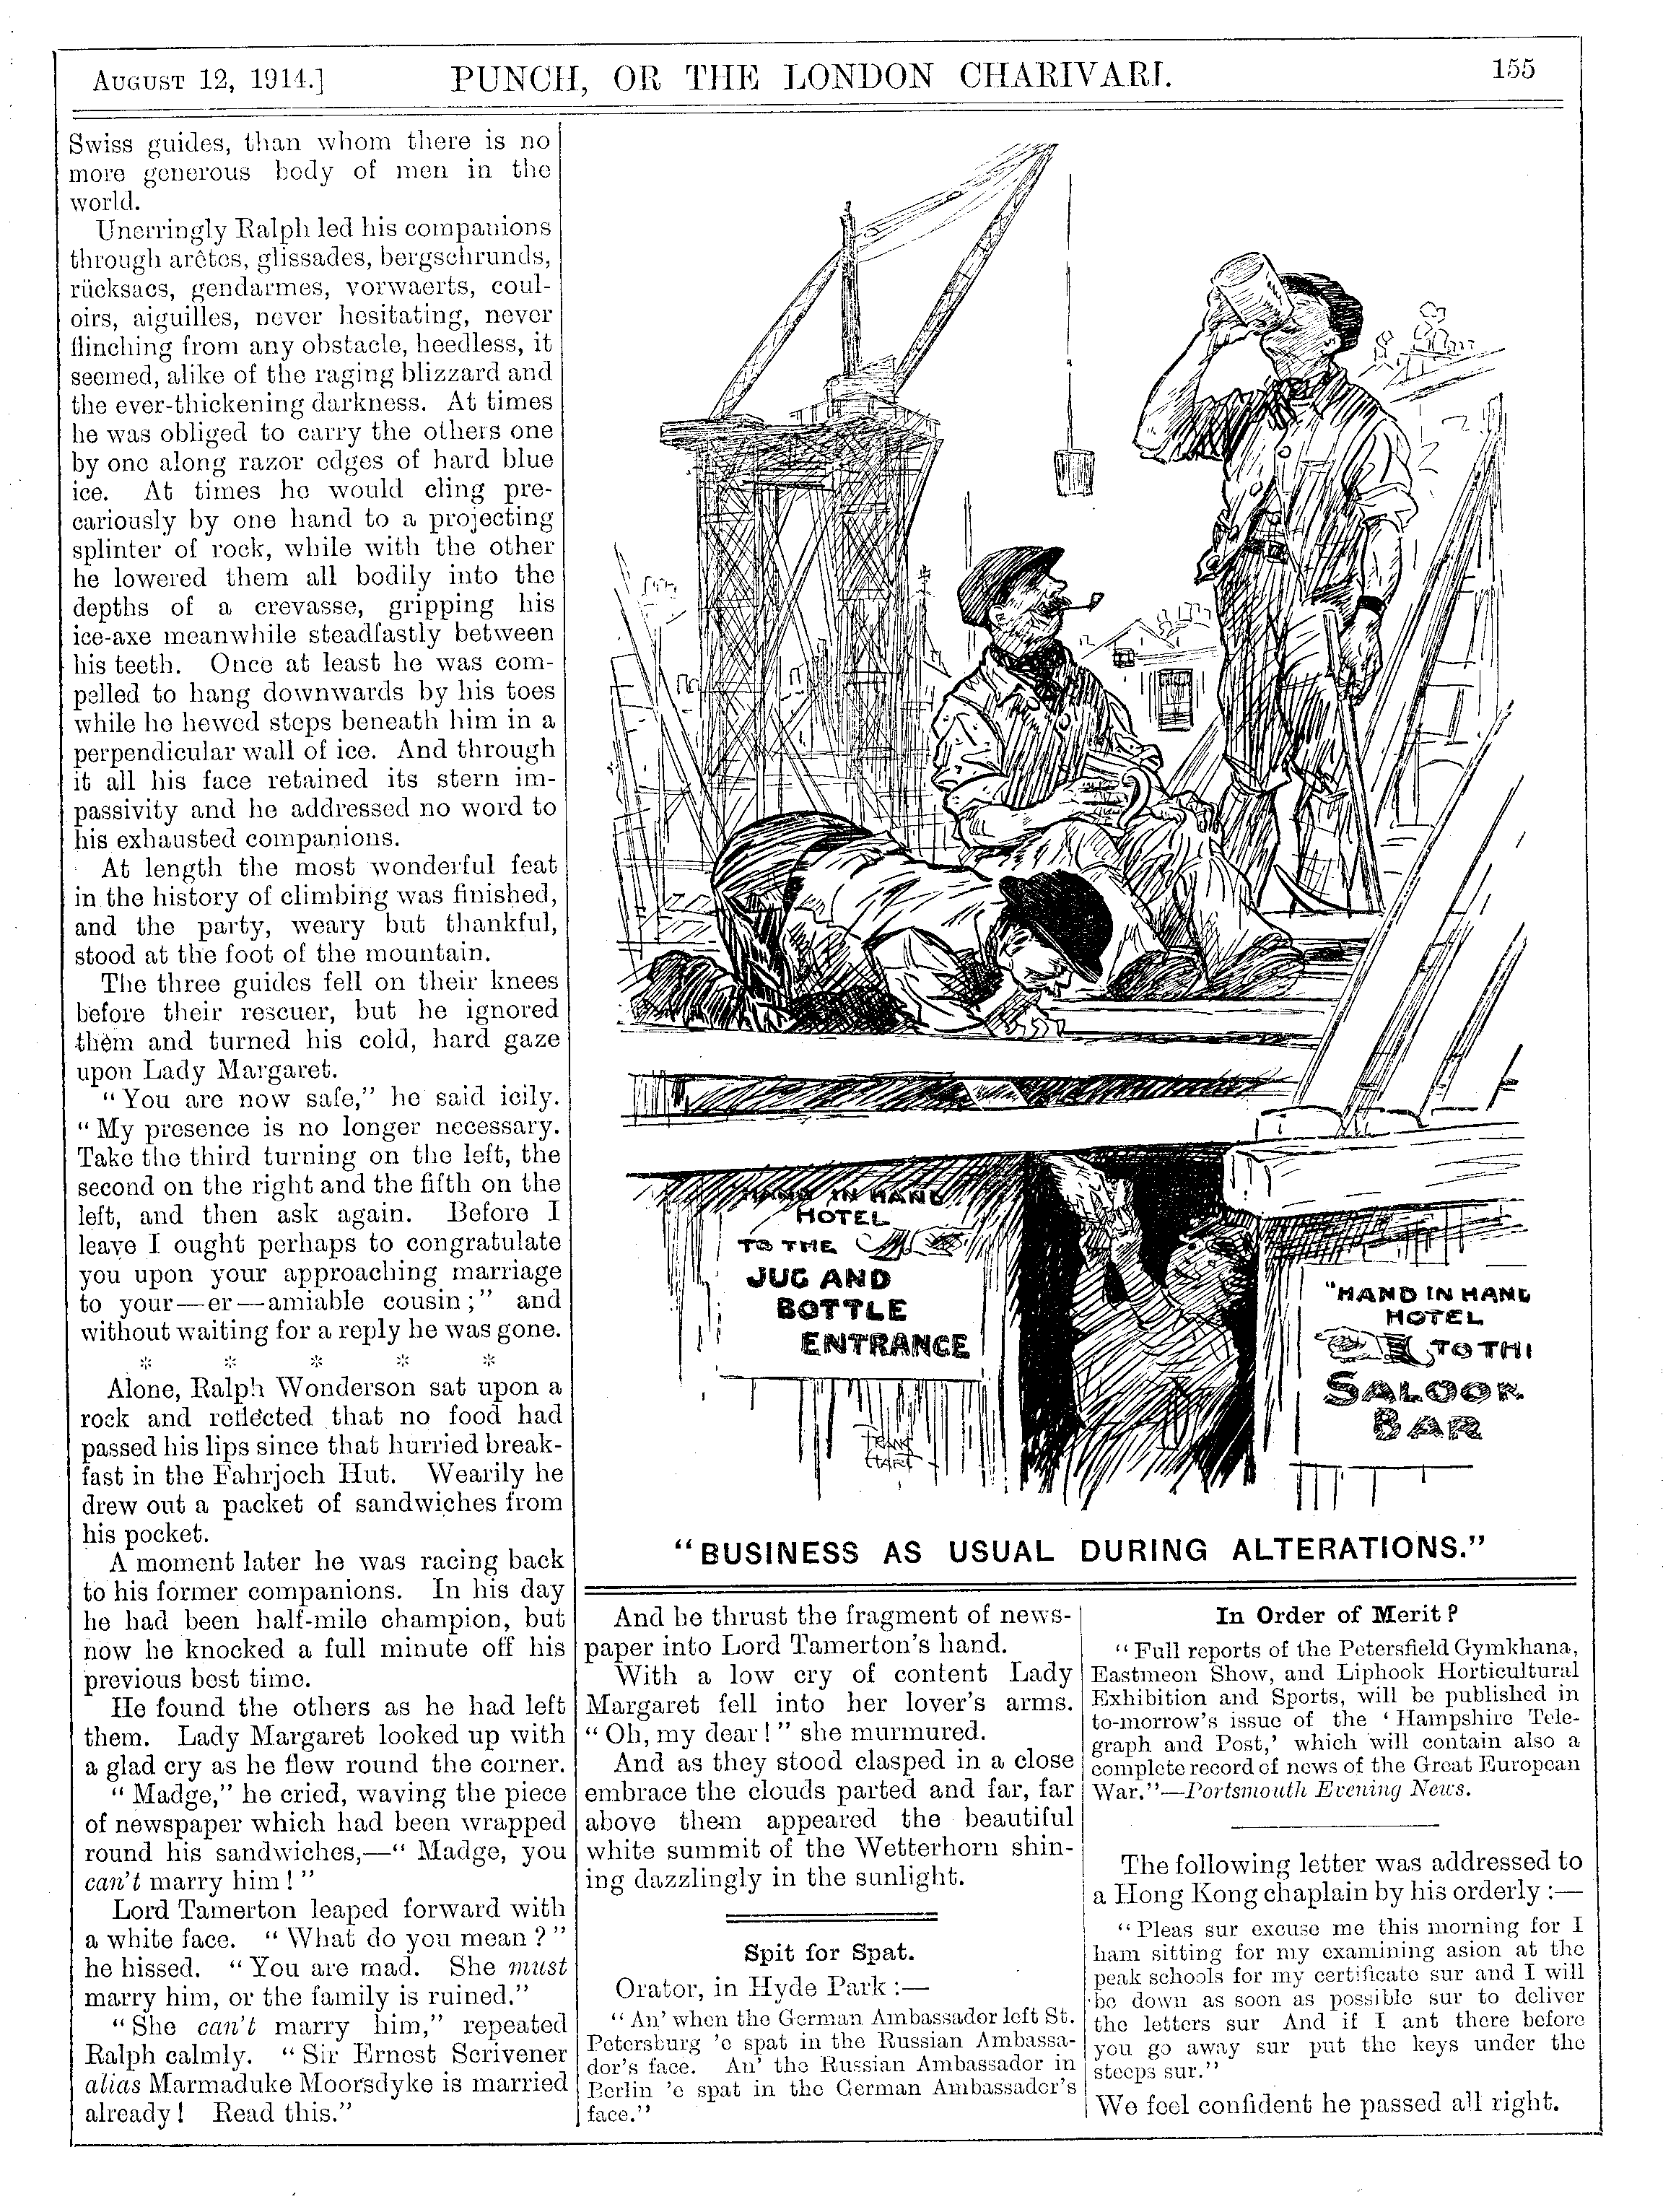 AUGUST 12, 1914.]
PUNCH, OR THE LONDON CHARIVARI.
155
Swiss guides, than whom there is no
more generous body of men in the
world.
Unerringly Ralph led his companions
through arêtes, glissades, bergschrunds,
rücksacs, gendarmes, vorwaerts, coul-
oirs, aiguilles, never hesitating, never
flinching from any obstacle, heedless, it
seemed, alike of the raging blizzard and
the ever-thickening darkness. At times
he was obliged to carry the others one
by one along razor edges of hard blue
ice. At times he would cling pre-
cariously by one hand to a projecting
splinter of rock, while with the other
he lowered them all bodily into the
depths of a crevasse, gripping his
ice-axe meanwhile steadfastly between
his teeth. Once at least he was com-
pelled to hang downwards by his toes
while he hewed steps beneath him in a
perpendicular wall of ice. And through
it all his face retained its stern im-
passivity and he addressed no word to
his exhausted companions.
At length the most wonderful feat
in the history of climbing was finished,
and the party, weary but thankful,
stood at the foot of the mountain.
The three guides fell on their knees
before their rescuer, but he ignored
them and turned his cold, hard gaze
upon Lady Margaret.
"You are now safe," he said icily.
"My presence is no longer necessary.
Take the third turning on the left, the
second on the right and the fifth on the
left, and then ask again. Before I
leave I ought perhaps to congratulate
you upon your approaching marriage
to your—er—amiable cousin;" and
without waiting for a reply he was gone.
* * * * *
Alone, Ralph Wonderson sat upon a
rock and reflected that no food had
passed his lips since that hurried break-
fast in the Fahrjoch Hut. Wearily he
drew out a packet of sandwiches from
his pocket.
A moment later he was racing back
to his former companions. In his day
he had been half-mile champion, but
now he knocked a full minute off his
previous best time.
He found the others as he had left
them. Lady Margaret looked up with
a glad cry as he flew round the corner.
"Madge," he cried, waving the piece
of newspaper which had been wrapped
round his sandwiches,—"Madge, you
can't marry him!"
Lord Tamerton leaped forward with
a white face. "What do you mean?"
he hissed. "You are mad. She must
marry him, or the family is ruined."
"She can't marry him," repeated
Ralph calmly. "Sir Ernest Scrivener
alias Marmaduke Moorsdyke is married
already! Read this."
HAND IN HAND
HOTEL
TO THE
JUG AND
BOTTLE
ENTRANCE
"HAND IN HAND
HOTEL
TO THE
SALOON
BAR
FRANK
HART
"BUSINESS AS USUAL DURING ALTERATIONS."
And he thrust the fragment of news-
paper into Lord Tamerton's hand.
With a low cry of content Lady
Margaret fell into her lover's arms.
"Oh, my dear!" she murmured.
And as they stood clasped in a close
embrace the clouds parted and far, far
above them appeared the beautiful
white summit of the Wetterhorn shin-
ing dazzlingly in the sunlight.
Spit for Spat.
Orator, in Hyde Park:—
"An' when the German Ambassador left St.
Petersburg 'e spat in the Russian Ambassa-
dor's face. An' the Russian Ambassador in
Berlin 'e spat in the German Ambassador's
face."
In Order of Merit?
"Full reports of the Petersfield Gymkhana,
Eastmeon Show, and Liphook Horticultural
Exhibition and Sports, will be published in
to-morrow's issue of the 'Hampshire Tele-
graph and Post,' which will contain also a
complete record of news of the Great European
War."—Portsmouth Evening News.
The following letter was addressed to
a Hong Kong chaplain by his orderly:—
"Pleas sur excuse me this morning for I
ham sitting for my examining asion at the
peak schools for my certificate sur and I will
be down as soon as possible sur to deliver
the letters sur And if I ant there before
you go away sur put the keys under the
steeps sur."
We feel confident he passed all right.